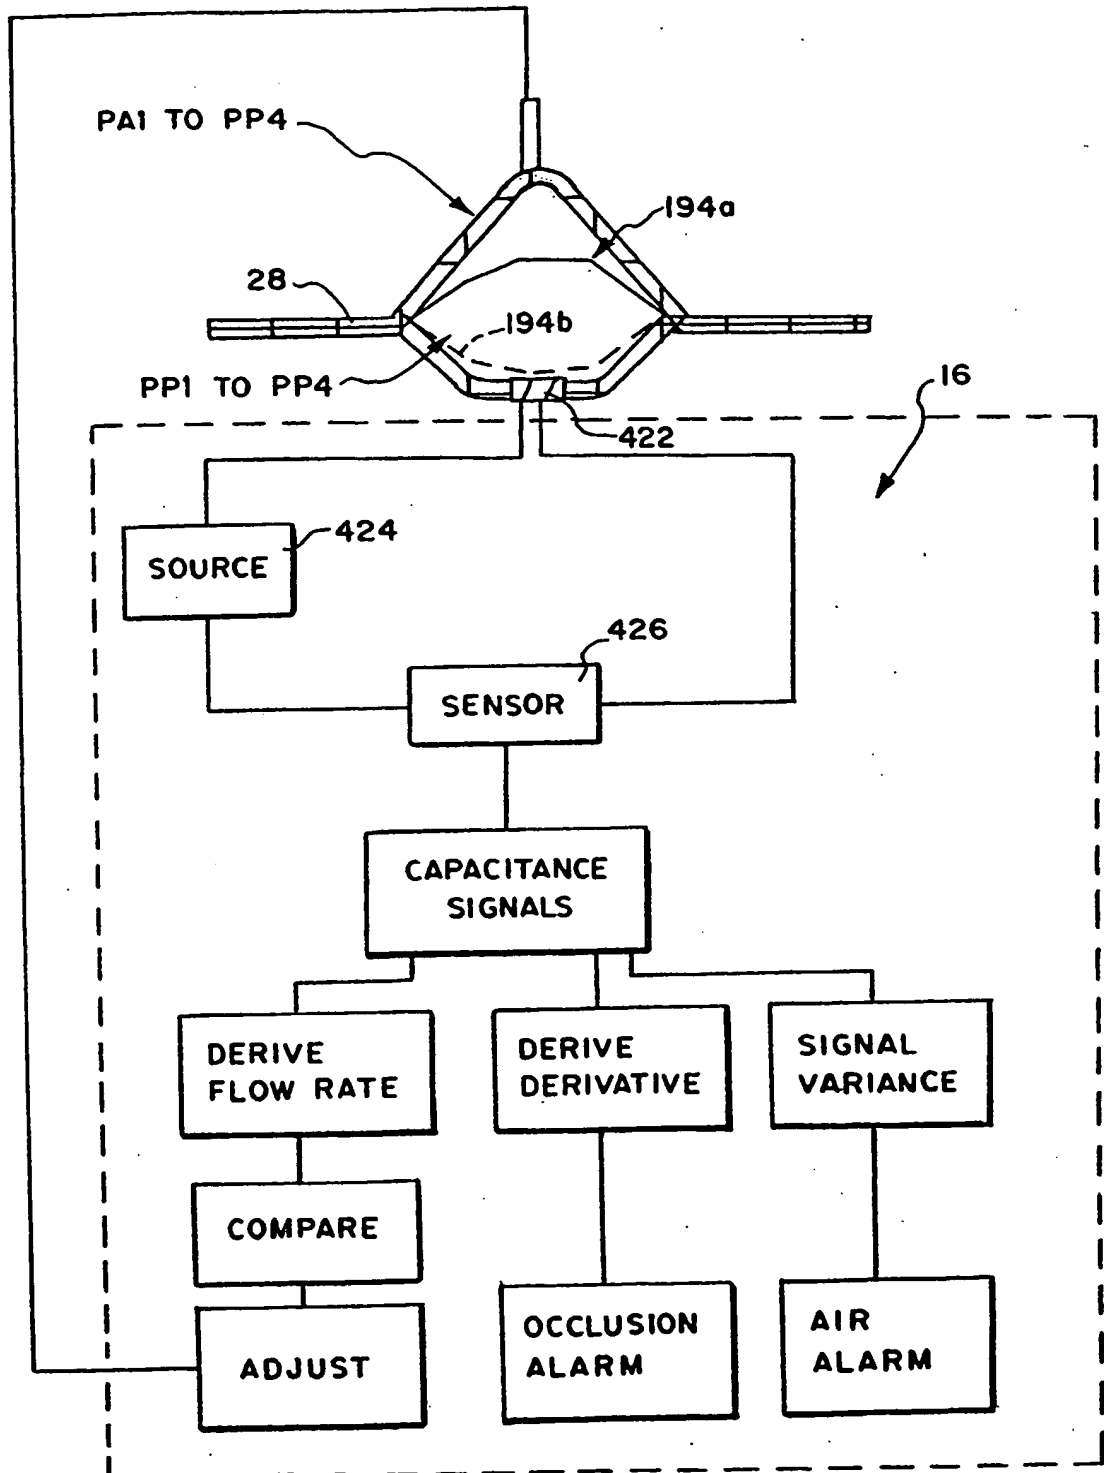 PA1 TO PP4
194a
28
194b
PP1 TO PP4
16
422
424
SOURCE
426
SENSOR
CAPACITANCE
SIGNALS
DERIVE
FLOW RATE
DERIVE
DERIVATIVE
SIGNAL
VARIANCE
COMPARE
ADJUST
OCCLUSION
ALARM
AIR
ALARM